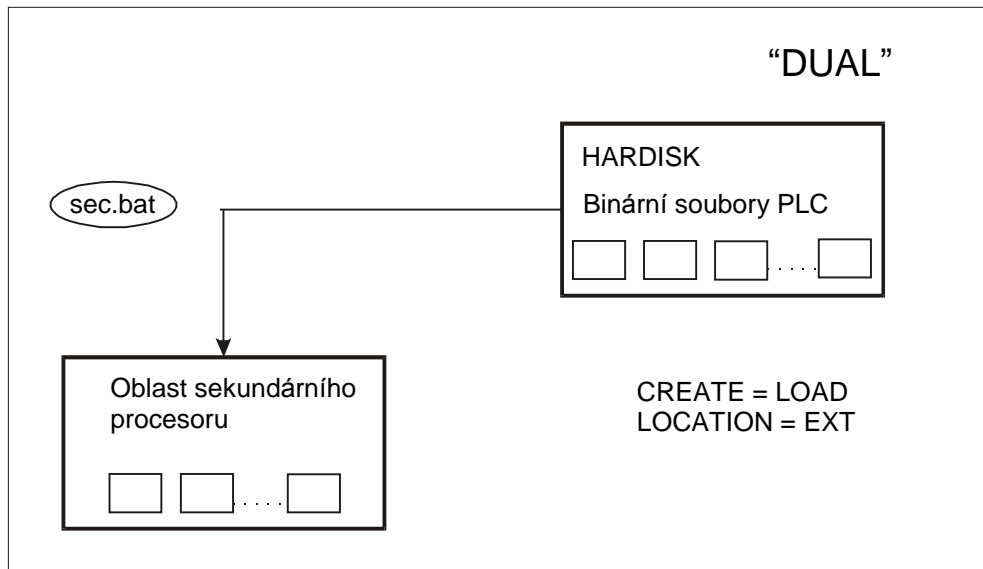 “DUAL”
HARDISK
Binární soubory PLC
. . . . .
sec.bat
Oblast sekundárního
procesoru
. . . . .
CREATE = LOAD
LOCATION = EXT